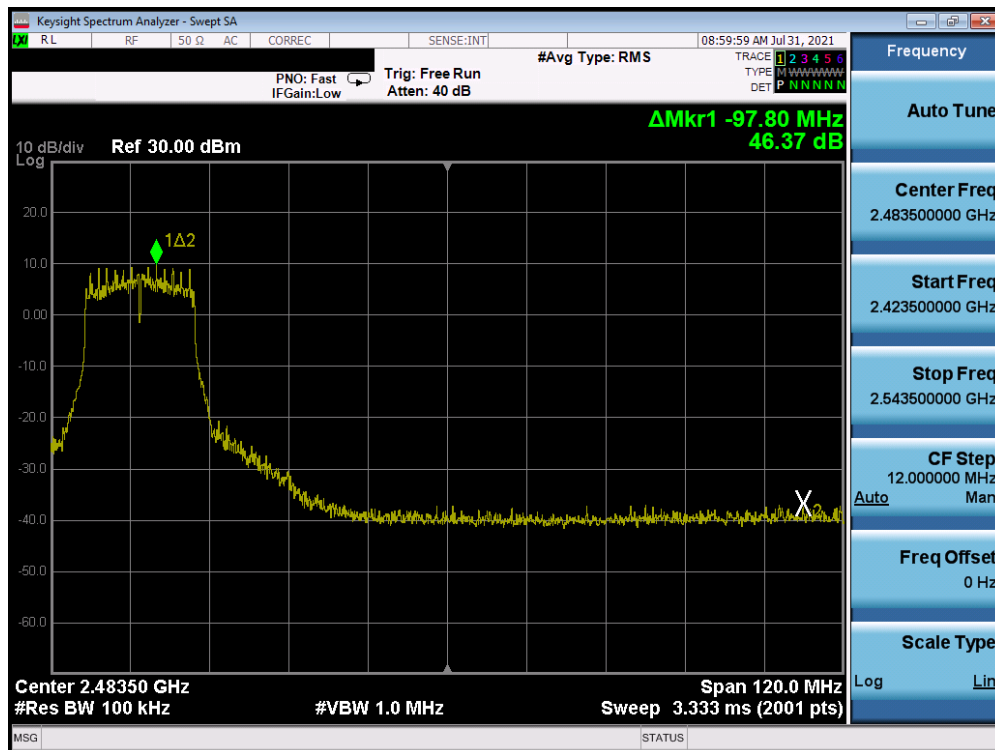 Keysight Spectrum Analyzer - Swept SA
LXI RL RF 50 Ω AC CORREC SENSE:INT 08:59:59 AM Jul 31, 2021
PNO: Fast
IFGain:Low
Trig: Free Run
Atten: 40 dB
#Avg Type: RMS
TRACE 1 2 3 4 5 6
TYPE M W W W W W
DET P N N N N N
ΔMkr1 -97.80 MHz
46.37 dB
10 dB/div Ref 30.00 dBm
Log
20.0
10.0
0.00
-10.0
-20.0
-30.0
-40.0
-50.0
-60.0
1Δ2
X2
Center 2.48350 GHz Span 120.0 MHz
#Res BW 100 kHz #VBW 1.0 MHz Sweep 3.333 ms (2001 pts)
MSG STATUS
Frequency
Auto Tune
Center Freq
2.483500000 GHz
Start Freq
2.423500000 GHz
Stop Freq
2.543500000 GHz
CF Step
12.000000 MHz
Auto Man
Freq Offset
0 Hz
Scale Type
Log Lin